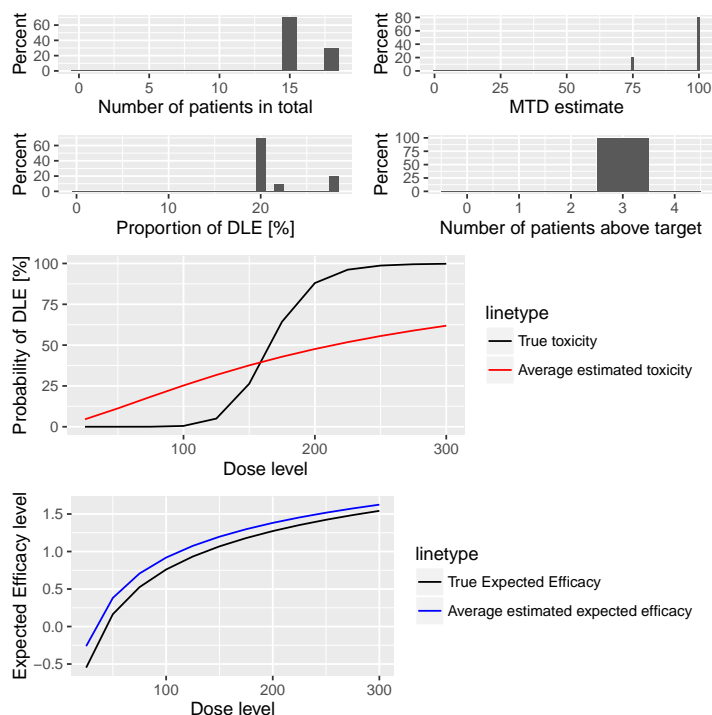 Percent
60
40
20
0
0
5
10
15
Number of patients in total
Percent
80
60
40
20
0
0
25
50
75
100
MTD estimate
Percent
60
40
20
0
0
10
20
Proportion of DLE [%]
Percent
100
75
50
25
0
0
1
2
3
4
Number of patients above target
Probability of DLE [%]
100
75
50
25
0
100
200
300
Dose level
linetype
True toxicity
Average estimated toxicity
Expected Efficacy level
1.5
1.0
0.5
0.0
−0.5
100
200
300
Dose level
linetype
True Expected Efficacy
Average estimated expected efficacy